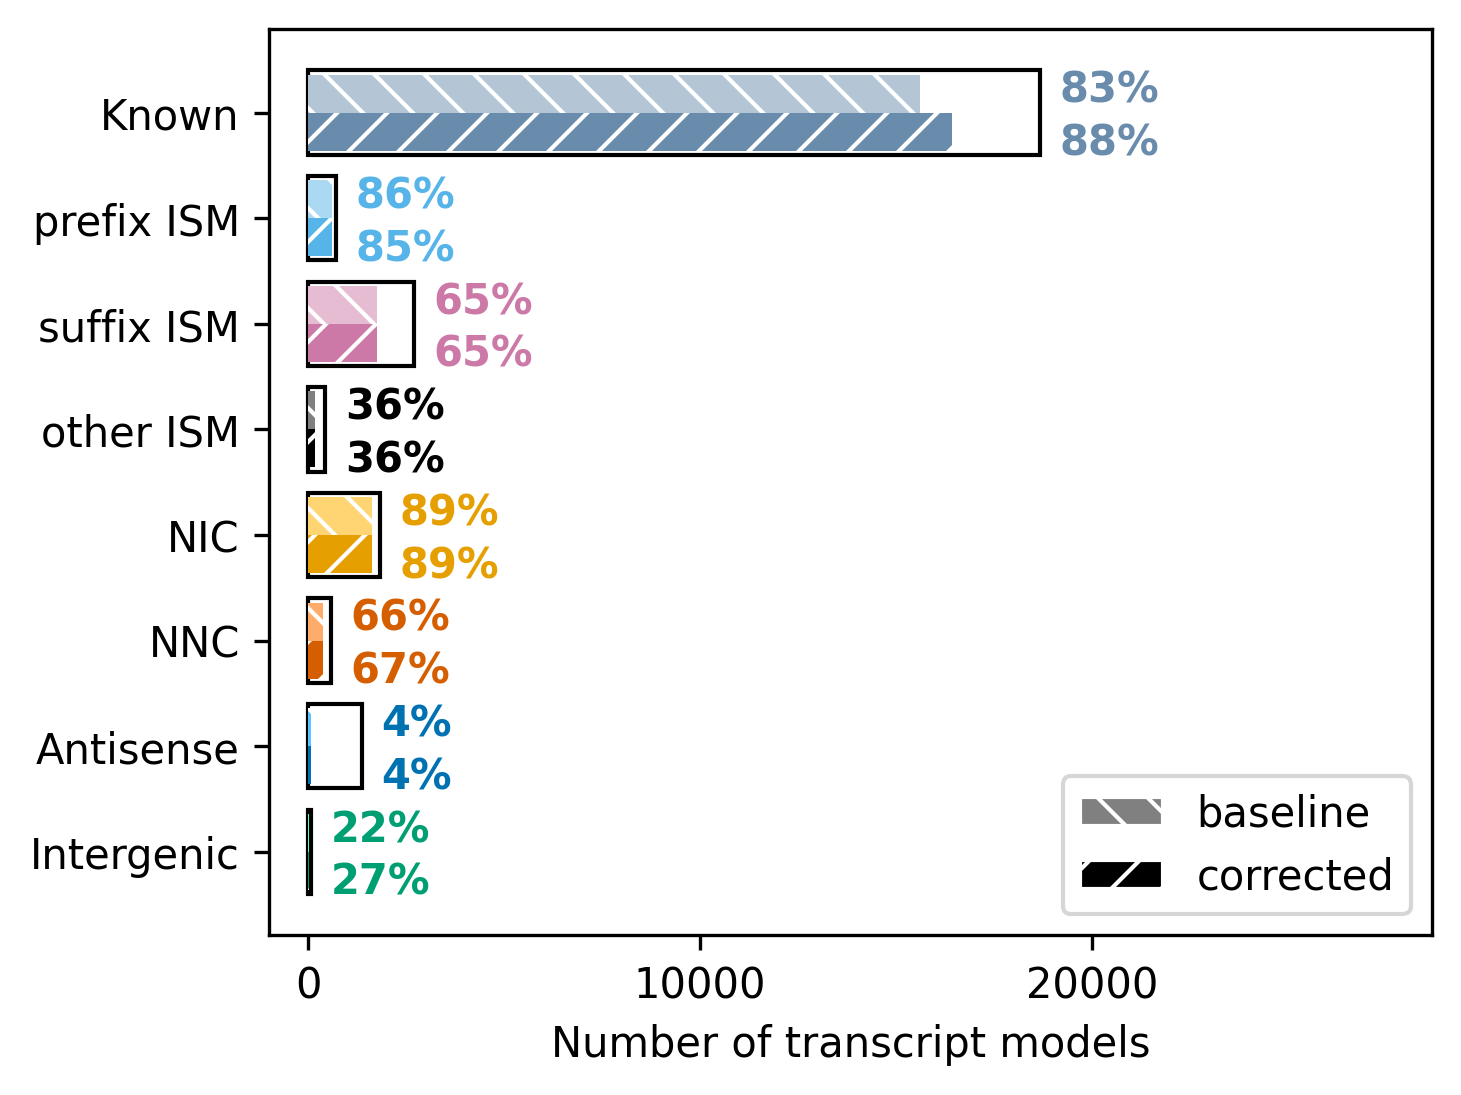 Known
83%
88%
prefix ISM
86%
85%
suffix ISM
65%
65%
other ISM
36%
36%
NIC
89%
89%
NNC
66%
67%
Antisense
4%
4%
Intergenic
22%
27%
baseline
corrected
0 10000 20000
Number of transcript models